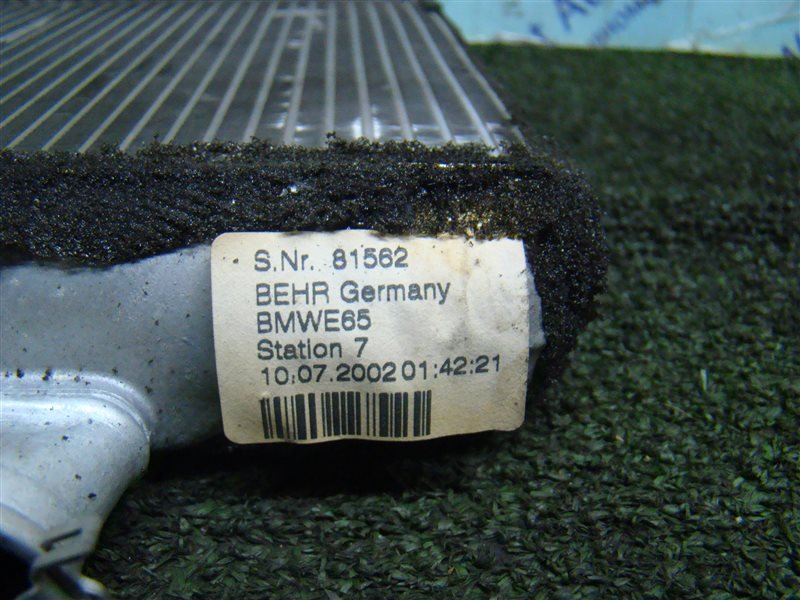 S.Nr. 81562
BEHR Germany
BMWE65
Station 7
10.07.2002 01:42:21